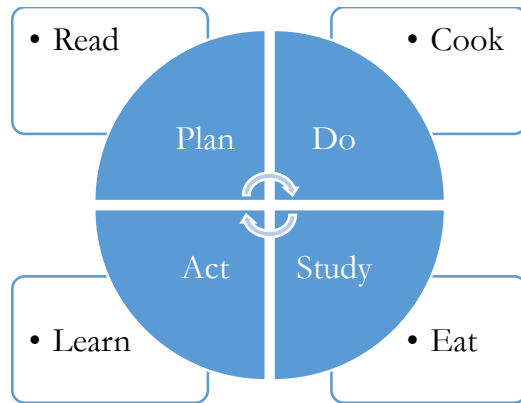 • Read
• Cook
Plan
Do
Act
Study
• Learn
• Eat